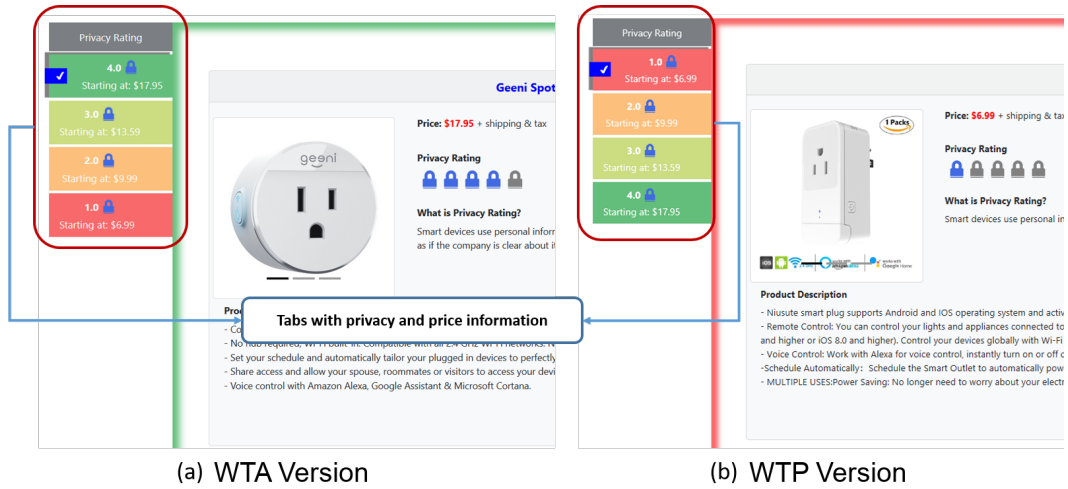 Privacy Rating
4.0
Starting at: $17.95
3.0
Starting at: $13.59
2.0
Starting at: $9.99
1.0
Starting at: $6.99
Geeni Spot
geeni
Price: $17.95 + shipping & tax
Privacy Rating
What is Privacy Rating?
Smart devices use personal inforr
as if the company is clear about i
- No hub required, Wi-Fi built-in. Compatible with all 2.4 GHz Wi-Fi networks. N
- Set your schedule and automatically tailor your plugged in devices to perfectly
- Share access and allow your spouse, roommates or visitors to access your devi
- Voice control with Amazon Alexa, Google Assistant & Microsoft Cortana.
Tabs with privacy and price information
(a) WTA Version
Privacy Rating
1.0
Starting at: $6.99
2.0
Starting at: $9.99
3.0
Starting at: $13.59
4.0
Starting at: $17.95
1 Packs
works with
Google Home
Price: $6.99 + shipping & tax
Privacy Rating
What is Privacy Rating?
Smart devices use personal in
Product Description
- Niusute smart plug supports Android and IOS operating system and activ
- Remote Control: You can control your lights and appliances connected to
and higher or iOS 8.0 and higher). Control your devices globally with Wi-Fi
- Voice Control: Work with Alexa for voice control, instantly turn on or off o
-Schedule Automatically: Schedule the Smart Outlet to automatically pow
- MULTIPLE USES:Power Saving: No longer need to worry about your electr
(b) WTP Version